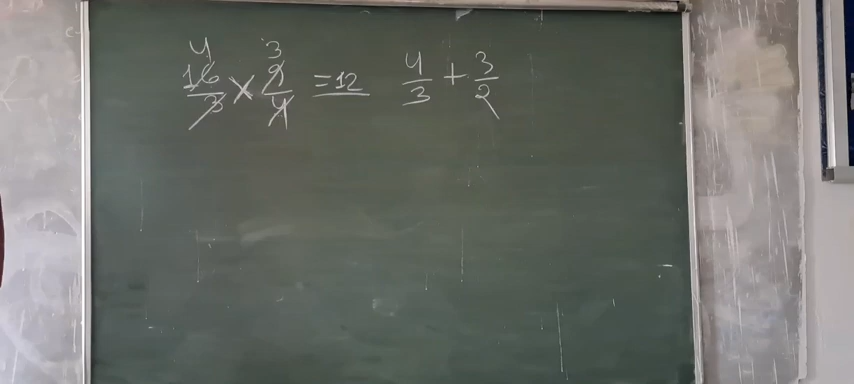 4 3
16/3 × 9/4 = 12 4/3 + 3/2